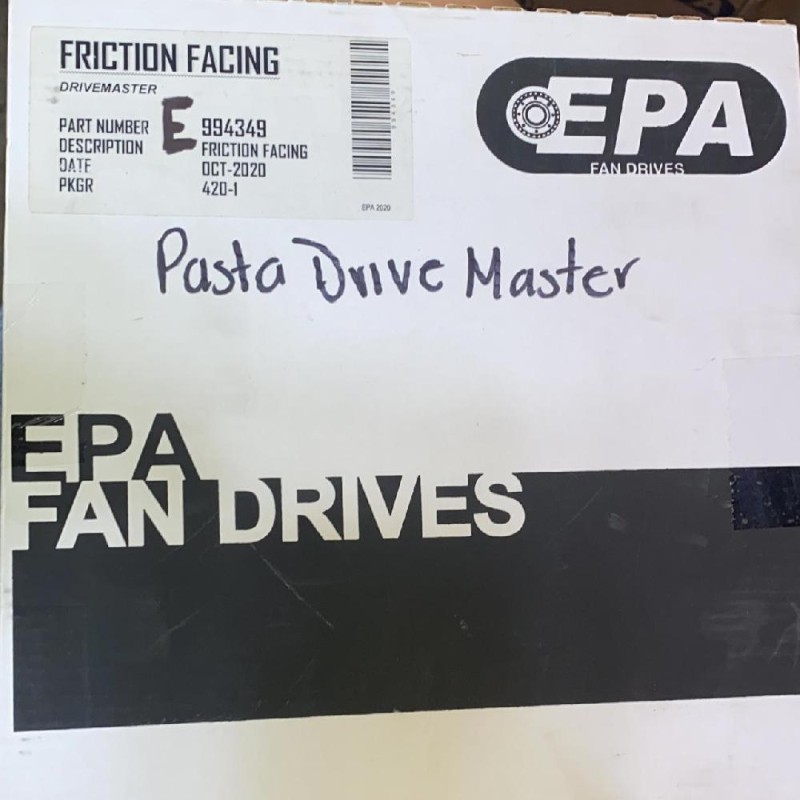 FRICTION FACING
DRIVEMASTER
PART NUMBER E 994349
DESCRIPTION FRICTION FACING
DATE OCT-2020
PKGR 420-1
EPA 2020
EPA
FAN DRIVES
Pasta Drive Master
EPA
FAN DRIVES